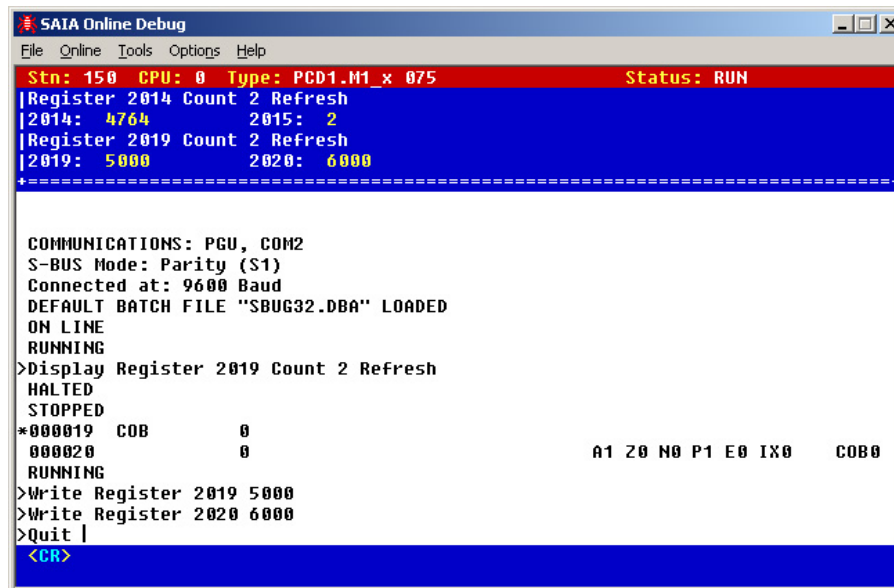 SAIA Online Debug
File Online Tools Options Help
Stn: 150 CPU: 0 Type: PCD1.M1_x 075 Status: RUN
|Register 2014 Count 2 Refresh
|2014: 4764 2015: 2
|Register 2019 Count 2 Refresh
|2019: 5000 2020: 6000
+==============================================================================
COMMUNICATIONS: PGU, COM2
S-BUS Mode: Parity (S1)
Connected at: 9600 Baud
DEFAULT BATCH FILE "SBUG32.DBA" LOADED
ON LINE
RUNNING
>Display Register 2019 Count 2 Refresh
HALTED
STOPPED
*000019 COB 0
000020 0 A1 Z0 N0 P1 E0 IX0 COB0
RUNNING
>Write Register 2019 5000
>Write Register 2020 6000
>Quit
<CR>